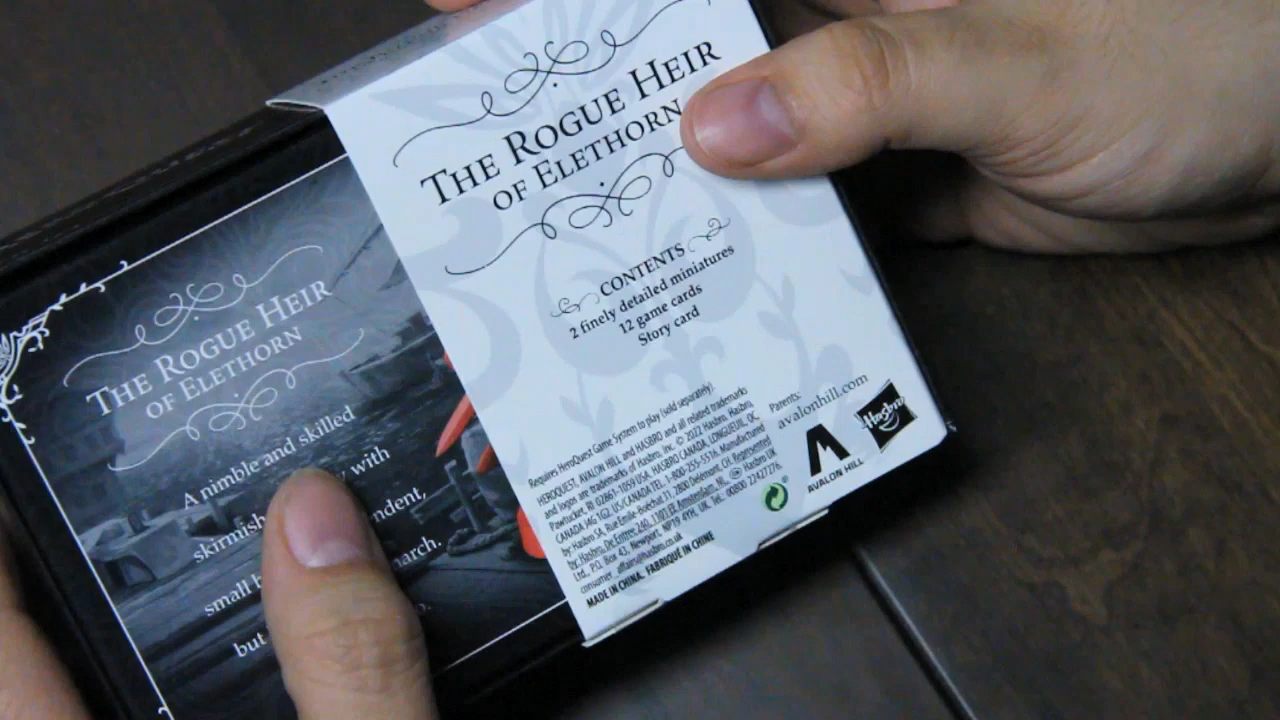 THE ROGUE HEIR
OF ELETHORN
CONTENTS
2 finely detailed miniatures
12 game cards
Story card
Requires HeroQuest Game System to play (sold separately).
HEROQUEST, AVALON HILL and HASBRO and all related trademarks
and logos are trademarks of Hasbro, Inc. © 2022 Hasbro. Hasbro,
Pawtucket, RI 02861-1059 USA. HASBRO CANADA, LONGUEUIL, QC,
CANADA J4G 1G2. US/CANADA TEL. 1-800-255-5516. Manufactured
by: Hasbro SA, Rue Emile-Boéchat 31, 2800 Delémont, CH. Represented
by: Hasbro, De Entree 240, 1101 EE Amsterdam, NL. Hasbro UK
Ltd., P.O. Box 43, Newport, NP19 4YH, UK. Tel.: 00800 22427276.
consumer_affairs@hasbro.co.uk
MADE IN CHINA. FABRIQUÉ EN CHINE
Parents:
avalonhill.com
AVALON HILL
Hasbro
THE ROGUE HEIR
OF ELETHORN
A nimble and skilled
with
small
but